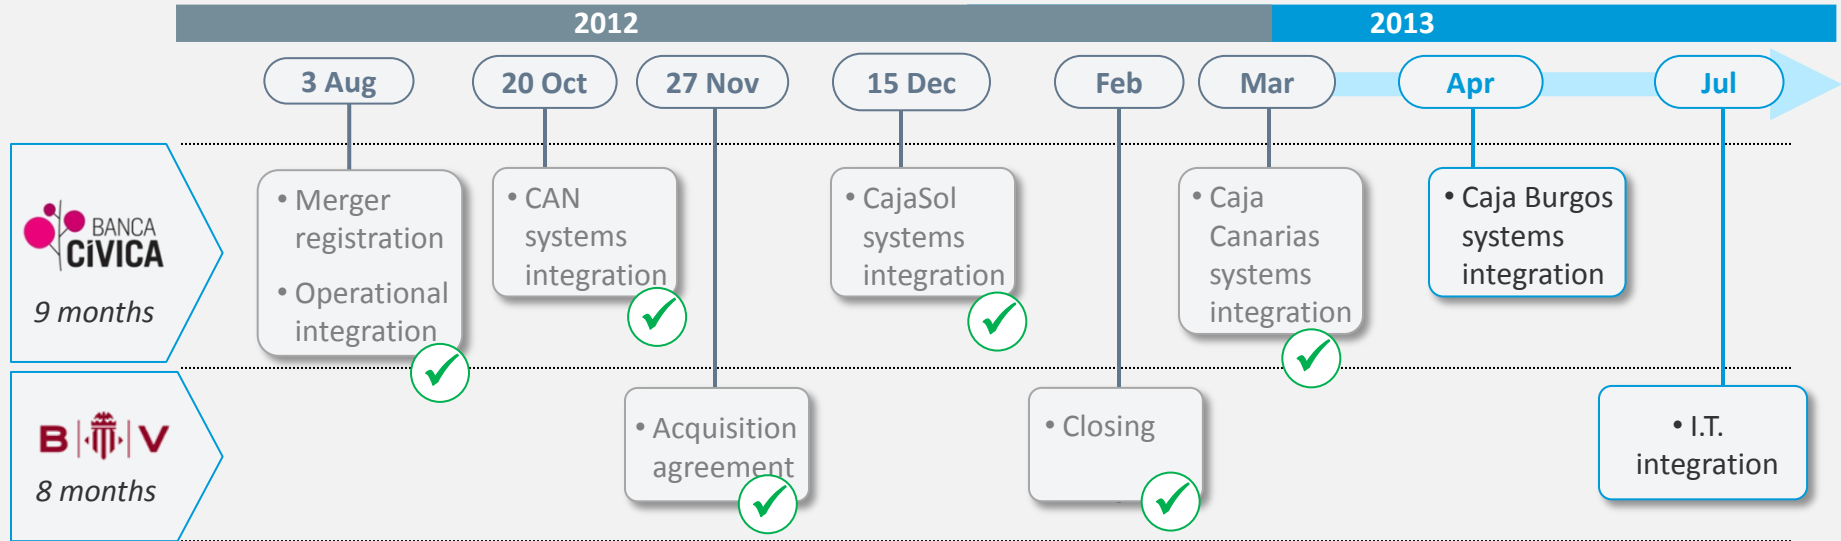 2012
2013
3 Aug
20 Oct
27 Nov
15 Dec
Feb
Mar
Apr
Jul
BANCA
CÍVICA
9 months
• Merger
registration
• Operational
integration
• CAN
systems
integration
• CajaSol
systems
integration
• Caja
Canarias
systems
integration
• Caja Burgos
systems
integration
B V
8 months
• Acquisition
agreement
• Closing
• I.T.
integration